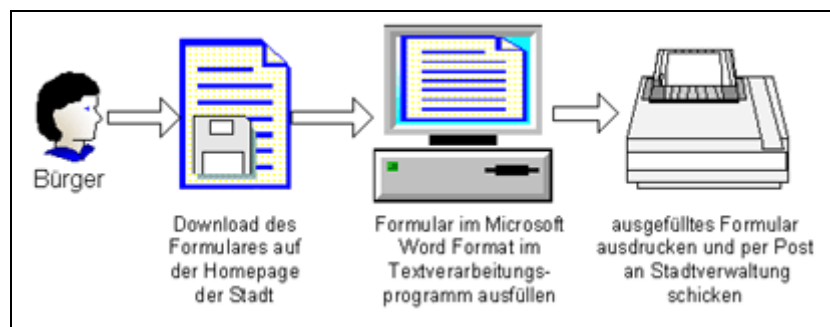 Bürger
Download des
Formulares auf
der Homepage
der Stadt
Formular im Microsoft
Word Format im
Textverarbeitungs-
programm ausfüllen
ausgefülltes Formular
ausdrucken und per Post
an Stadtverwaltung
schicken